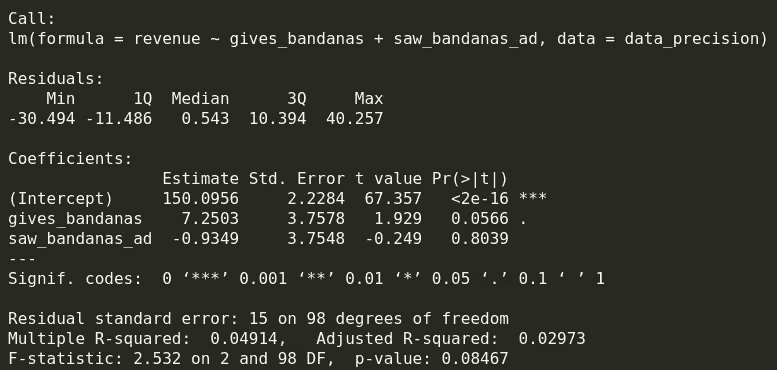 Call:
lm(formula = revenue ~ gives_bandanas + saw_bandanas_ad, data = data_precision)

Residuals:
    Min      1Q  Median      3Q     Max
-30.494 -11.486   0.543  10.394  40.257

Coefficients:
                Estimate Std. Error t value Pr(>|t|)
(Intercept)     150.0956     2.2284  67.357   <2e-16 ***
gives_bandanas    7.2503     3.7578   1.929   0.0566 .
saw_bandanas_ad  -0.9349     3.7548  -0.249   0.8039
---
Signif. codes:  0 ‘***’ 0.001 ‘**’ 0.01 ‘*’ 0.05 ‘.’ 0.1 ‘ ’ 1

Residual standard error: 15 on 98 degrees of freedom
Multiple R-squared:  0.04914,   Adjusted R-squared:  0.02973
F-statistic: 2.532 on 2 and 98 DF,  p-value: 0.08467